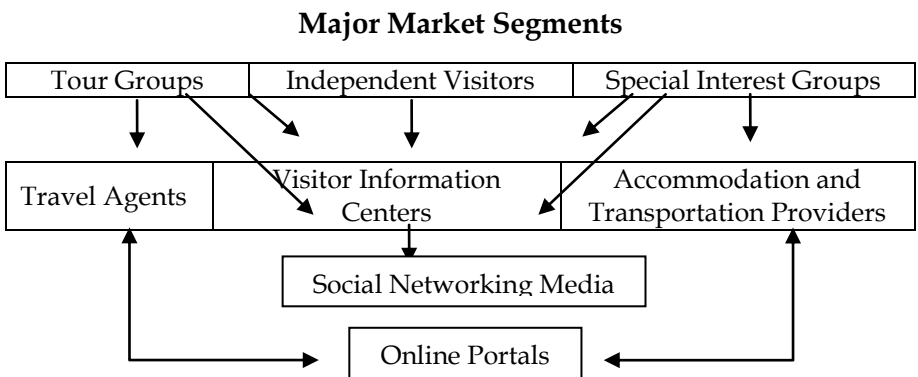 Major Market Segments
Tour Groups
Independent Visitors
Special Interest Groups
Travel Agents
Visitor Information
Centers
Accommodation and
Transportation Providers
Social Networking Media
Online Portals